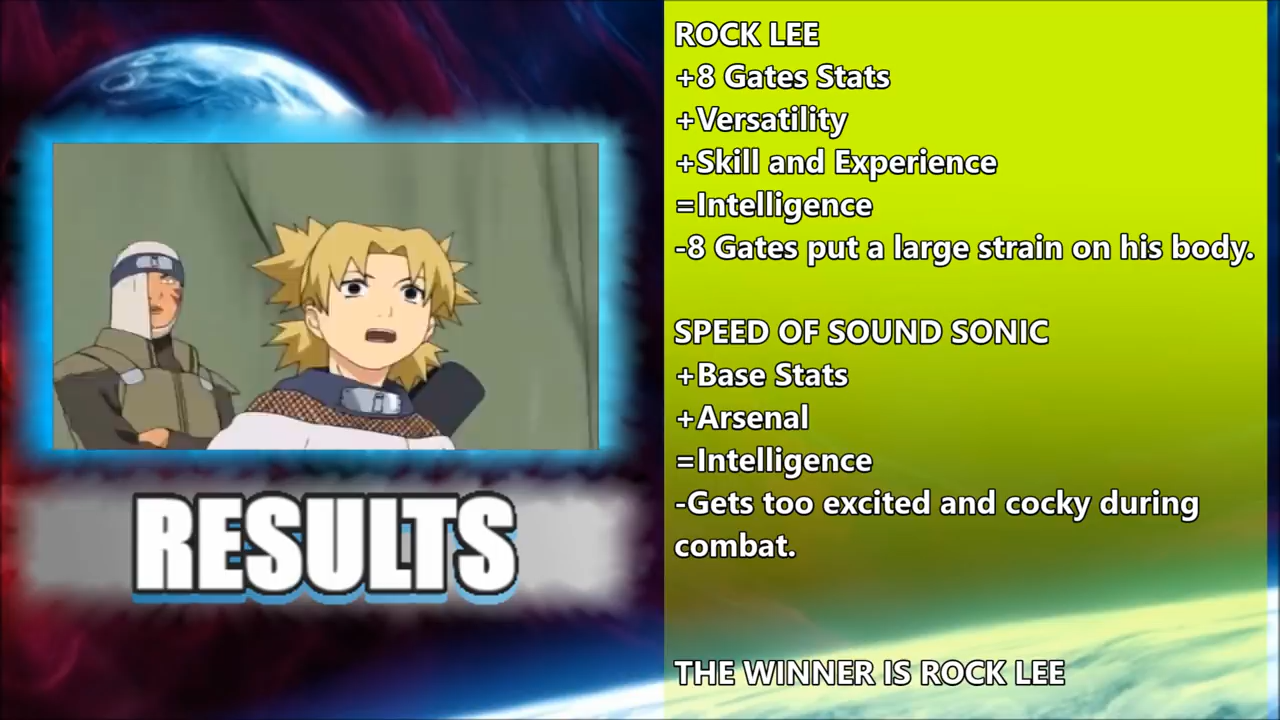 ROCK LEE
+8 Gates Stats
+Versatility
+Skill and Experience
=Intelligence
-8 Gates put a large strain on his body.
SPEED OF SOUND SONIC
+Base Stats
+Arsenal
=Intelligence
-Gets too excited and cocky during
combat.
THE WINNER IS ROCK LEE
RESULTS